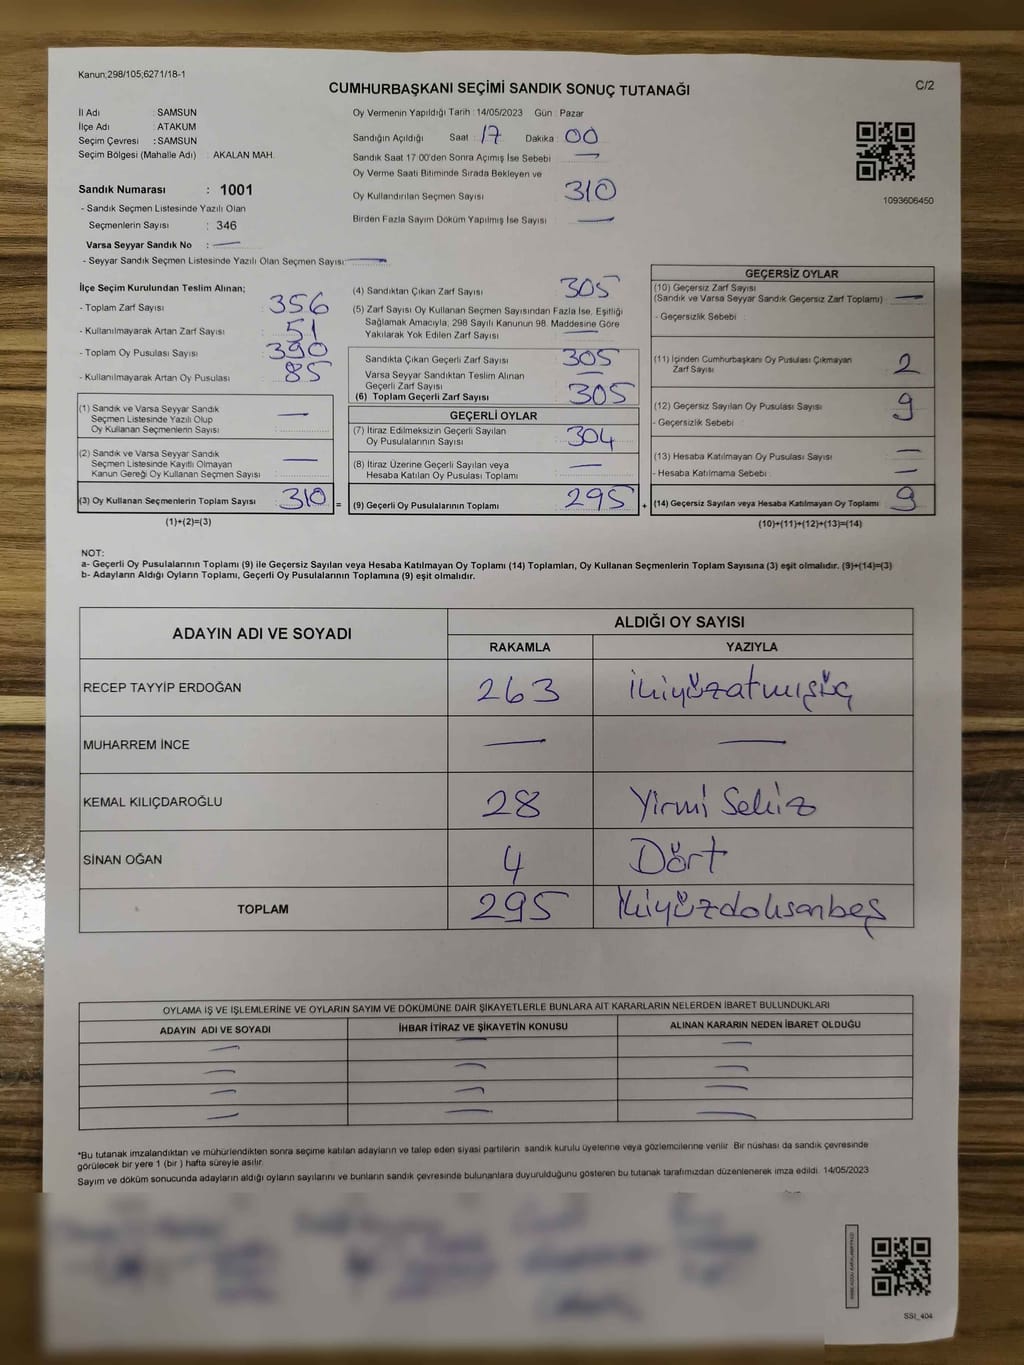 Kanun;298/105;6271/18-1
CUMHURBAŞKANI SEÇİMİ SANDIK SONUÇ TUTANAĞI
C/2
İl Adı : SAMSUN
İlçe Adı : ATAKUM
Seçim Çevresi : SAMSUN
Seçim Bölgesi (Mahalle Adı) : AKALAN MAH.
Sandık Numarası : 1001
- Sandık Seçmen Listesinde Yazılı Olan
Seçmenlerin Sayısı : 346
Varsa Seyyar Sandık No : —
- Seyyar Sandık Seçmen Listesinde Yazılı Olan Seçmen Sayısı: —
Oy Vermenin Yapıldığı Tarih : 14/05/2023 Gün : Pazar
Sandığın Açıldığı Saat : 17 Dakika : 00
Sandık Saat 17:00'den Sonra Açımış İse Sebebi : —
Oy Verme Saati Bitiminde Sırada Bekleyen ve
Oy Kullandırılan Seçmen Sayısı : 310
Birden Fazla Sayım Döküm Yapılmış İse Sayısı : —
1093606450
İlçe Seçim Kurulundan Teslim Alınan;
- Toplam Zarf Sayısı : 356
- Kullanılmayarak Artan Zarf Sayısı : 51
- Toplam Oy Pusulası Sayısı : 390
- Kullanılmayarak Artan Oy Pusulası : 85
(1) Sandık ve Varsa Seyyar Sandık
Seçmen Listesinde Yazılı Olup
Oy Kullanan Seçmenlerin Sayısı : —
(2) Sandık ve Varsa Seyyar Sandık
Seçmen Listesinde Kayıtlı Olmayan
Kanun Gereği Oy Kullanan Seçmen Sayısı : —
(3) Oy Kullanan Seçmenlerin Toplam Sayısı : 310 =
(1)+(2)=(3)
(4) Sandıktan Çıkan Zarf Sayısı : 305
(5) Zarf Sayısı Oy Kullanan Seçmen Sayısından Fazla İse, Eşitliği
Sağlamak Amacıyla, 298 Sayılı Kanunun 98. Maddesine Göre
Yakılarak Yok Edilen Zarf Sayısı : —
Sandıkta Çıkan Geçerli Zarf Sayısı : 305
Varsa Seyyar Sandıktan Teslim Alınan
Geçerli Zarf Sayısı : —
(6) Toplam Geçerli Zarf Sayısı : 305
GEÇERLİ OYLAR
(7) İtiraz Edilmeksizin Geçerli Sayılan
Oy Pusulalarının Sayısı : 304
(8) İtiraz Üzerine Geçerli Sayılan veya
Hesaba Katılan Oy Pusulası Toplamı : —
(9) Geçerli Oy Pusulalarının Toplamı : 295 +
GEÇERSİZ OYLAR
(10) Geçersiz Zarf Sayısı
(Sandık ve Varsa Seyyar Sandık Geçersiz Zarf Toplamı) : —
- Geçersizlik Sebebi :
(11) İçinden Cumhurbaşkanı Oy Pusulası Çıkmayan
Zarf Sayısı : 2
(12) Geçersiz Sayılan Oy Pusulası Sayısı : 9
- Geçersizlik Sebebi :
(13) Hesaba Katılmayan Oy Pusulası Sayısı : —
- Hesaba Katılmama Sebebi : —
(14) Geçersiz Sayılan veya Hesaba Katılmayan Oy Toplamı : 9
(10)+(11)+(12)+(13)=(14)
NOT:
a- Geçerli Oy Pusulalarının Toplamı (9) ile Geçersiz Sayılan veya Hesaba Katılmayan Oy Toplamı (14) Toplamları, Oy Kullanan Seçmenlerin Toplam Sayısına (3) eşit olmalıdır. (9)+(14)=(3)
b- Adayların Aldığı Oyların Toplamı, Geçerli Oy Pusulalarının Toplamına (9) eşit olmalıdır.
ADAYIN ADI VE SOYADI
ALDIĞI OY SAYISI
RAKAMLA YAZIYLA
RECEP TAYYİP ERDOĞAN 263 ikiyüzatmışüç
MUHARREM İNCE — —
KEMAL KILIÇDAROĞLU 28 Yirmi Sekiz
SİNAN OĞAN 4 Dört
TOPLAM 295 ikiyüzdoksanbeş
OYLAMA İŞ VE İŞLEMLERİNE VE OYLARIN SAYIM VE DÖKÜMÜNE DAİR ŞİKAYETLERLE BUNLARA AİT KARARLARIN NELERDEN İBARET BULUNDUKLARI
ADAYIN ADI VE SOYADI İHBAR İTİRAZ VE ŞİKAYETİN KONUSU ALINAN KARARIN NEDEN İBARET OLDUĞU
— — —
— — —
— — —
— — —
*Bu tutanak imzalandıktan ve mühürlendikten sonra seçime katılan adayların ve talep eden siyasi partilerin sandık kurulu üyelerine veya gözlemcilerine verilir. Bir nüshası da sandık çevresinde
görülecek bir yere 1 (bir ) hafta süreyle asılır.
Sayım ve döküm sonucunda adayların aldığı oyların sayılarını ve bunların sandık çevresinde bulunanlara duyurulduğunu gösteren bu tutanak tarafımızdan düzenlenerek imza edildi. 14/05/2023
SSI_404